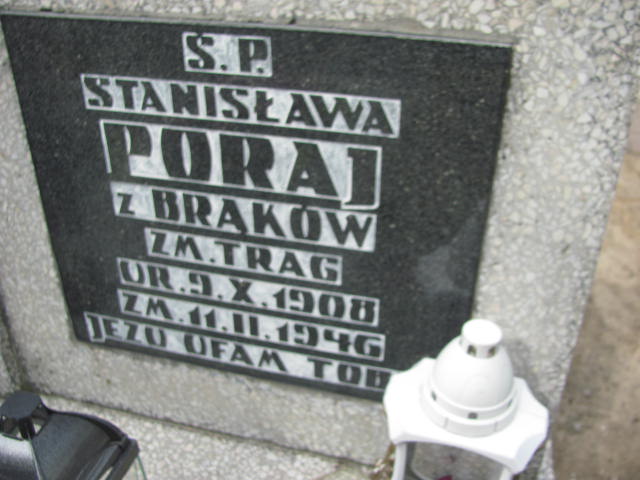 Ś.P.
STANISŁAWA
PORAJ
Z BRĄKÓW
ZM. TRAG
UR. 9. X. 1908
ZM. 11. II. 1946
JEZU UFAM TOB